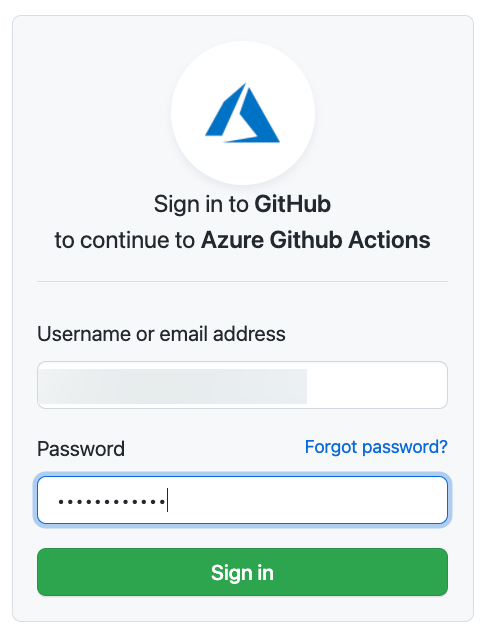 Sign in to GitHub
to continue to Azure Github Actions
Username or email address
Password Forgot password?
••••••••••••
Sign in